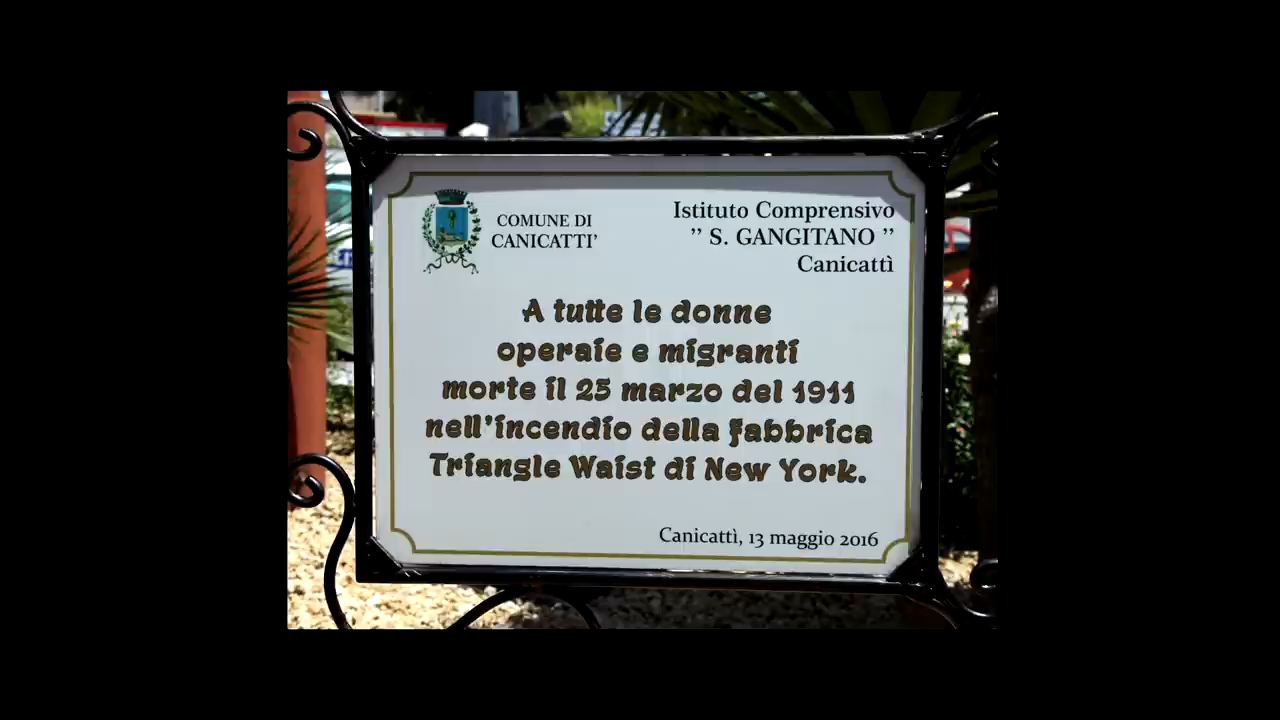 COMUNE DI
CANICATTI’
Istituto Comprensivo
” S. GANGITANO ”
Canicattì
A tutte le donne
operaie e migranti
morte il 25 marzo del 1911
nell’incendio della fabbrica
Triangle Waist di New York.
Canicattì, 13 maggio 2016